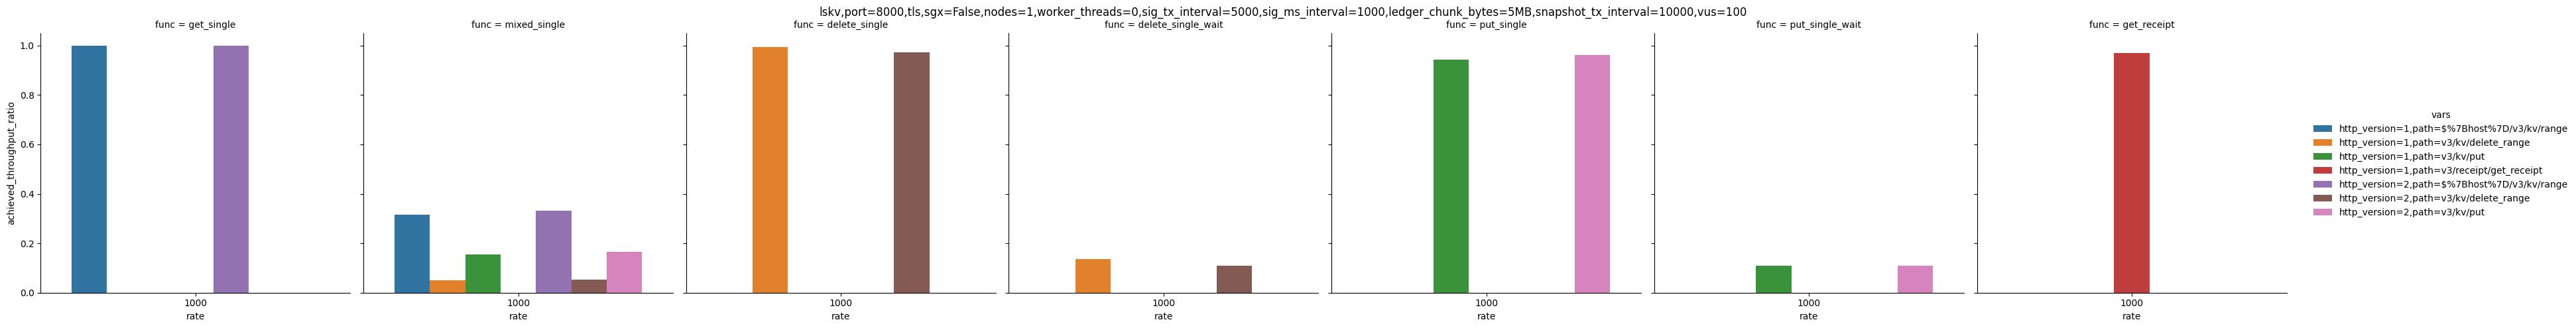 lskv,port=8000,tls,sgx=False,nodes=1,worker_threads=0,sig_tx_interval=5000,sig_ms_interval=1000,ledger_chunk_bytes=5MB,snapshot_tx_interval=10000,vus=100
func = get_single
func = mixed_single
func = delete_single
func = delete_single_wait
func = put_single
func = put_single_wait
func = get_receipt
achieved_throughput_ratio
1.0
0.8
0.6
0.4
0.2
0.0
1000
1000
1000
1000
1000
1000
1000
rate
rate
rate
rate
rate
rate
rate
vars
http_version=1,path=$%7Bhost%7D/v3/kv/range
http_version=1,path=v3/kv/delete_range
http_version=1,path=v3/kv/put
http_version=1,path=v3/receipt/get_receipt
http_version=2,path=$%7Bhost%7D/v3/kv/range
http_version=2,path=v3/kv/delete_range
http_version=2,path=v3/kv/put